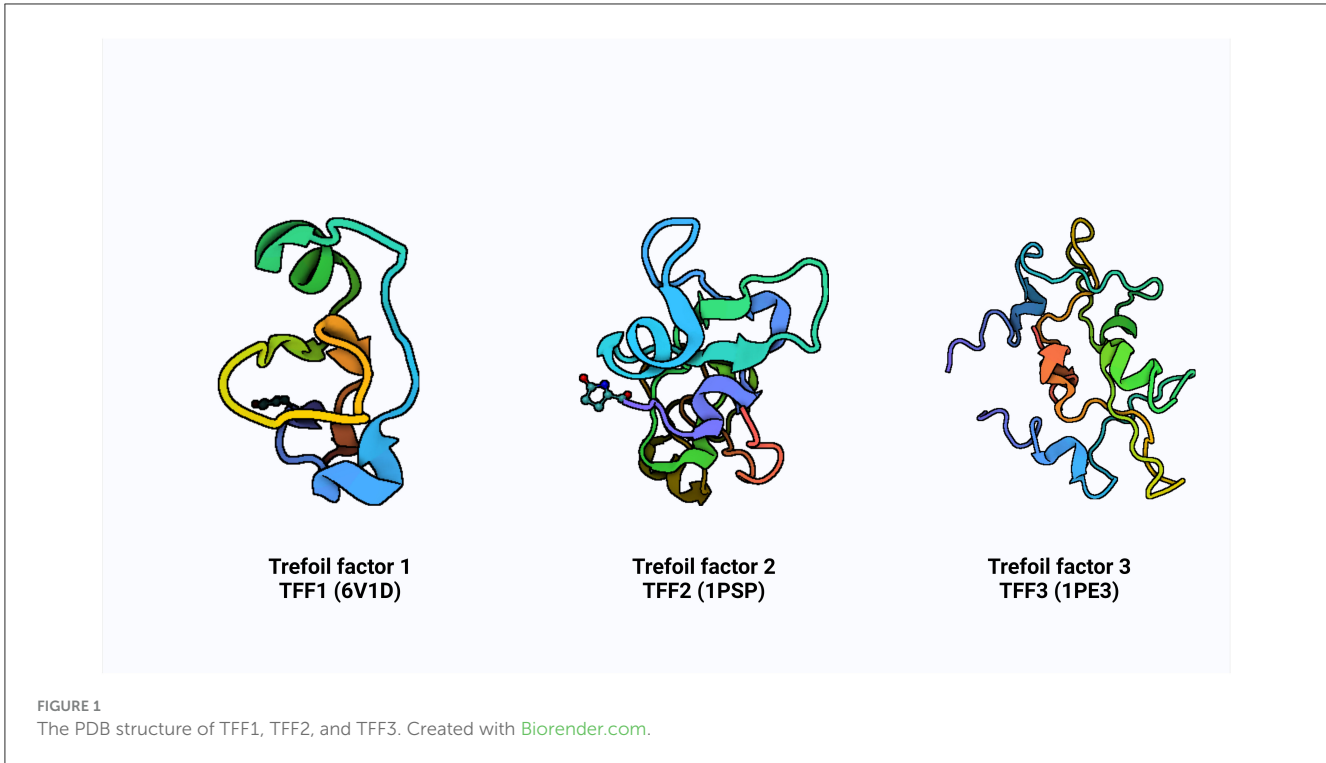 Trefoil factor 1
TFF1 (6V1D)
Trefoil factor 2
TFF2 (1PSP)
Trefoil factor 3
TFF3 (1PE3)
FIGURE 1
The PDB structure of TFF1, TFF2, and TFF3. Created with Biorender.com.